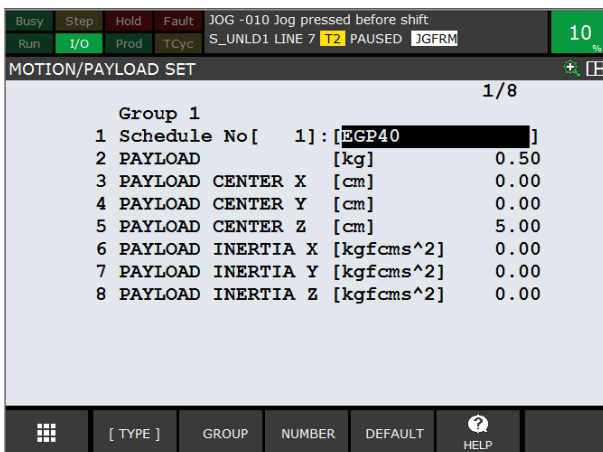 Busy Step Hold Fault JOG -010 Jog pressed before shift
Run I/O Prod TCyc S_UNLD1 LINE 7 T2 PAUSED JGFRM 10 %
MOTION/PAYLOAD SET
1/8
Group 1
1 Schedule No[ 1]:[EGP40 ]
2 PAYLOAD [kg] 0.50
3 PAYLOAD CENTER X [cm] 0.00
4 PAYLOAD CENTER Y [cm] 0.00
5 PAYLOAD CENTER Z [cm] 5.00
6 PAYLOAD INERTIA X [kgfcms^2] 0.00
7 PAYLOAD INERTIA Y [kgfcms^2] 0.00
8 PAYLOAD INERTIA Z [kgfcms^2] 0.00
[ TYPE ] GROUP NUMBER DEFAULT ? HELP